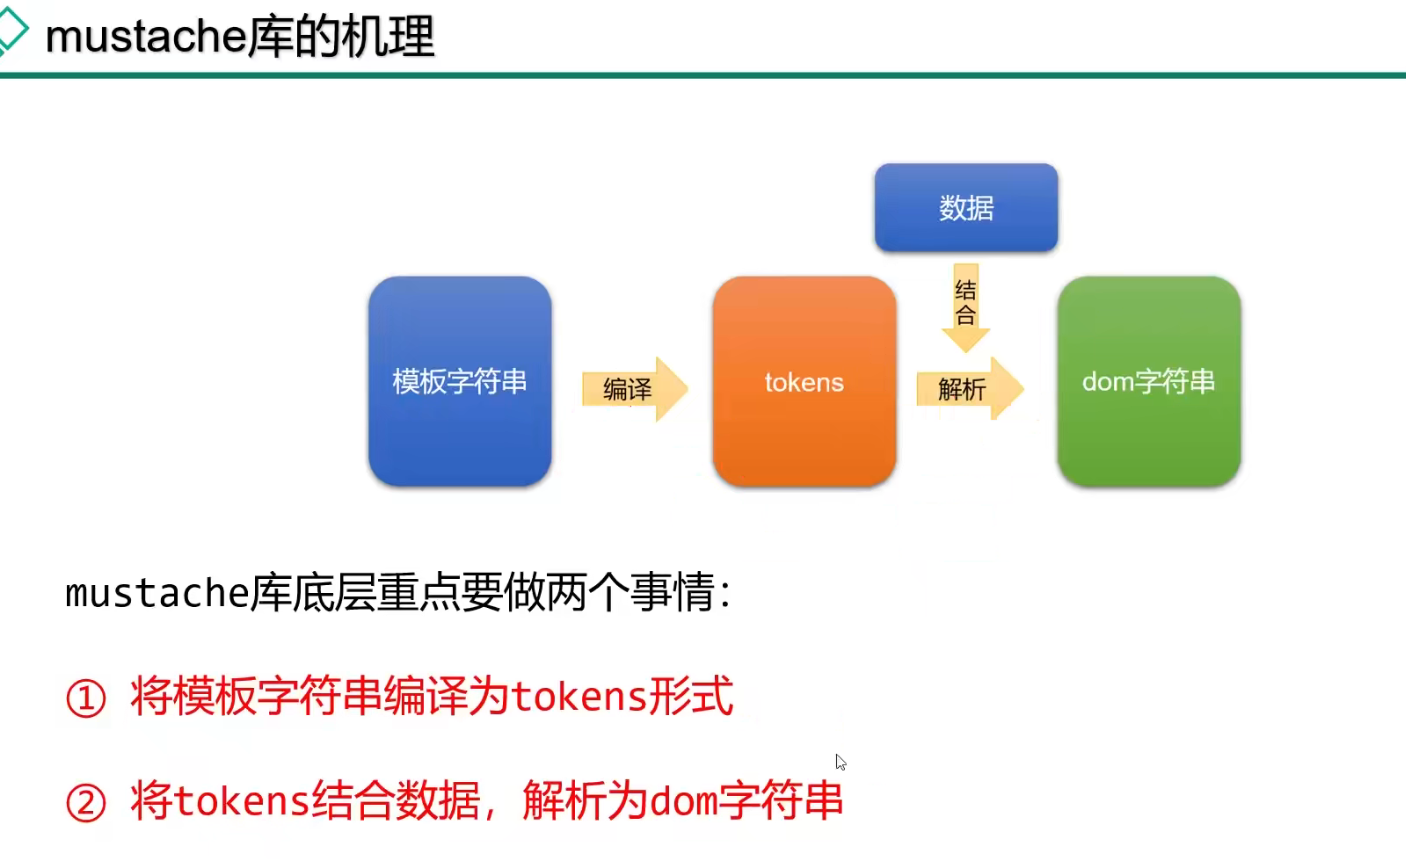 mustache库的机理
数据
结
合
模板字符串
编译
tokens
解析
dom字符串
mustache库底层重点要做两个事情:
① 将模板字符串编译为tokens形式
② 将tokens结合数据，解析为dom字符串